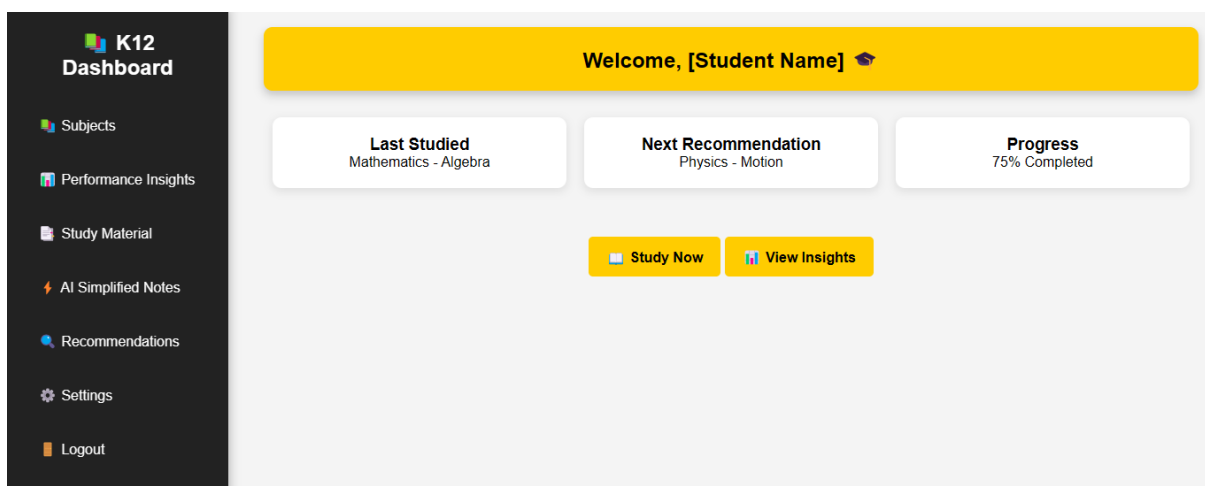 📚 K12
Dashboard
📚 Subjects
📊 Performance Insights
📑 Study Material
⚡ AI Simplified Notes
🔍 Recommendations
⚙️ Settings
🚪 Logout
Welcome, [Student Name] 🎓
Last Studied
Mathematics - Algebra
Next Recommendation
Physics - Motion
Progress
75% Completed
📖 Study Now
📊 View Insights